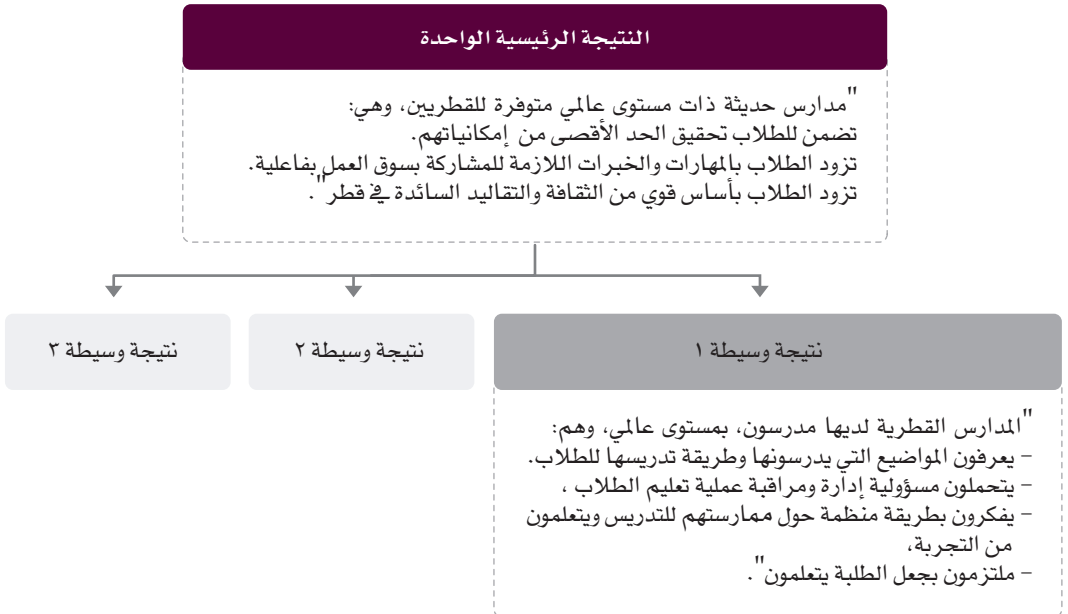 النتيجة الرئيسية الواحدة
"مدارس حديثة ذات مستوى عالمي متوفرة للقطريين، وهي:
تضمن للطلاب تحقيق الحد الأقصى من إمكانياتهم.
تزود الطلاب بالمهارات والخبرات اللازمة للمشاركة بسوق العمل بفاعلية.
تزود الطلاب بأساس قوي من الثقافة والتقاليد السائدة في قطر".
نتيجة وسيطة ١
نتيجة وسيطة ٢
نتيجة وسيطة ٣
"المدارس القطرية لديها مدرسون، بمستوى عالمي، وهم:
– يعرفون المواضيع التي يدرسونها وطريقة تدريسها للطلاب.
– يتحملون مسؤولية إدارة ومراقبة عملية تعليم الطلاب ،
– يفكرون بطريقة منظمة حول ممارستهم للتدريس ويتعلمون
من التجربة،
– ملتزمون بجعل الطلبة يتعلمون".